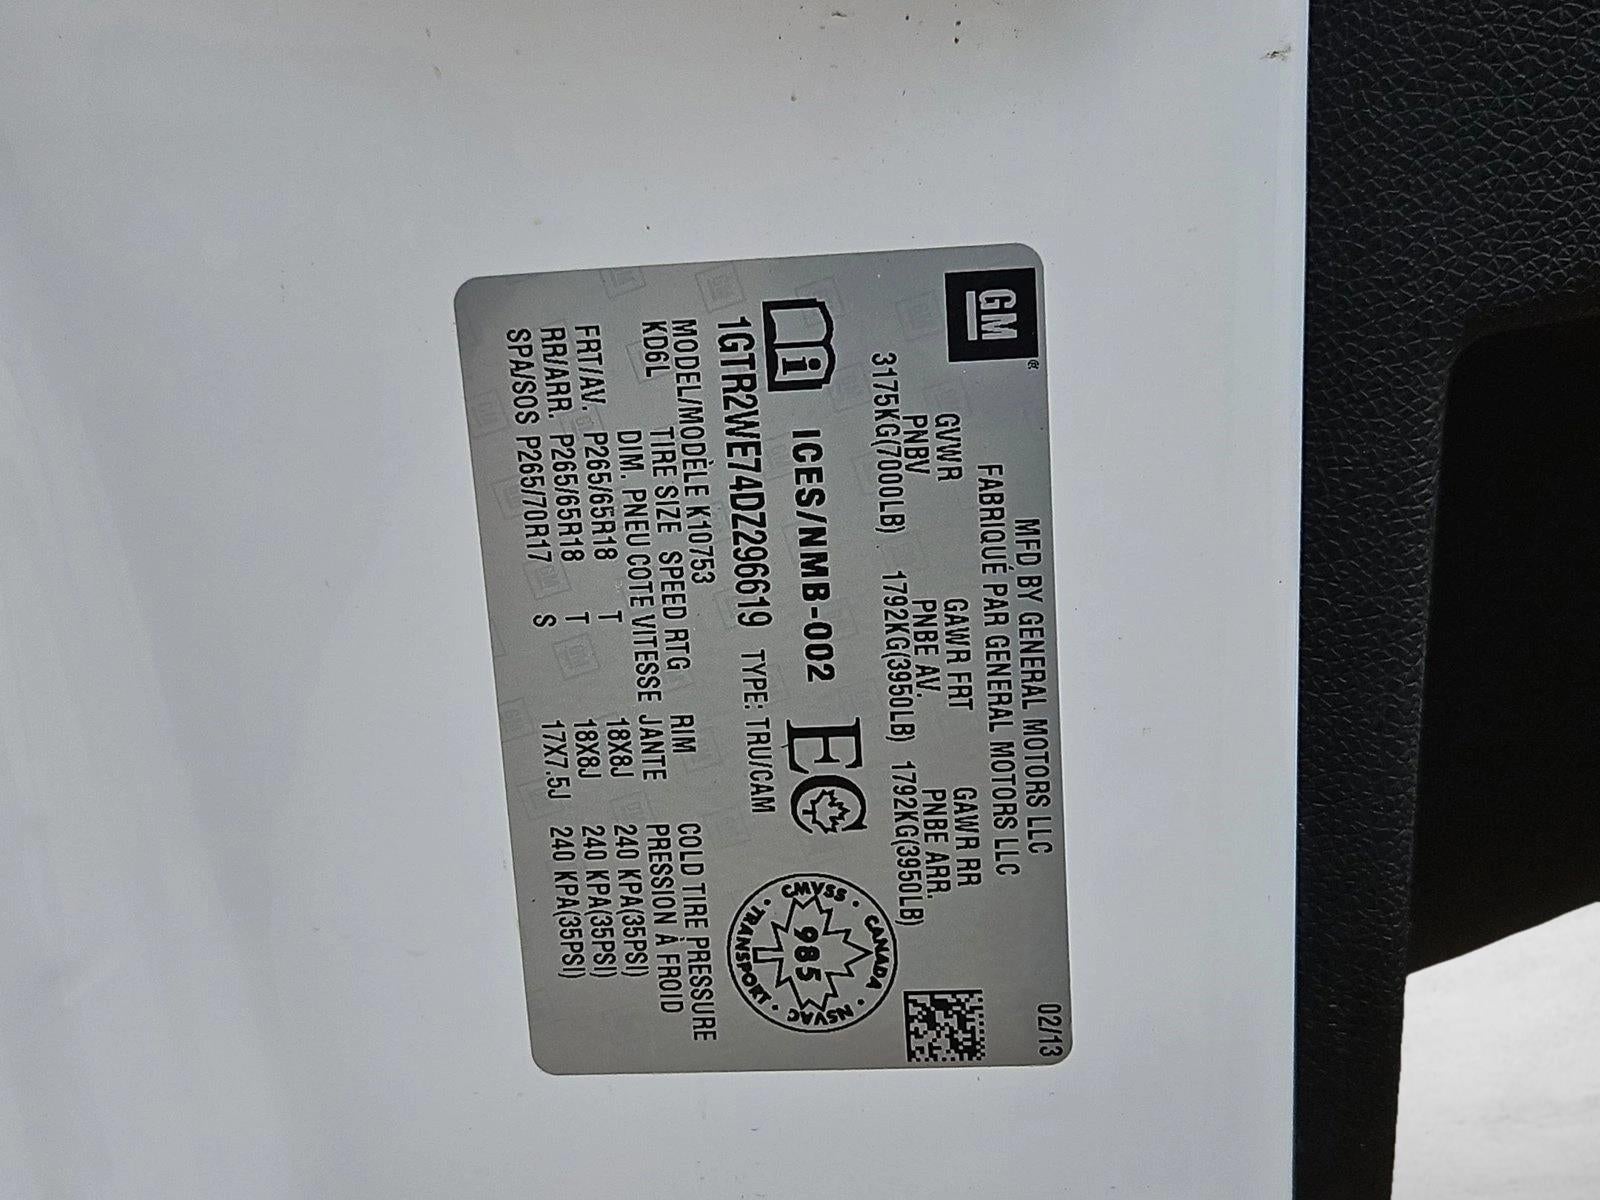 GM®
02/13
MFD BY GENERAL MOTORS LLC
FABRIQUÉ PAR GENERAL MOTORS LLC
GVWR GAWR FRT GAWR RR
PNBV PNBE AV. PNBE ARR.
3175KG(7000LB) 1792KG(3950LB) 1792KG(3950LB)
i ICES/NMB-002 EC
CANADA · NSVAC · TRANSPORT · CMVSS ·
985
1GTR2WE74DZ296619 TYPE: TRU/CAM
MODEL/MODÈLE K10753
KD6L TIRE SIZE SPEED RTG RIM COLD TIRE PRESSURE
DIM. PNEU COTE VITESSE JANTE PRESSION À FROID
FRT/AV. P265/65R18 T 18X8J 240 KPA(35PSI)
RR/ARR. P265/65R18 T 18X8J 240 KPA(35PSI)
SPA/SOS P265/70R17 S 17X7.5J 240 KPA(35PSI)